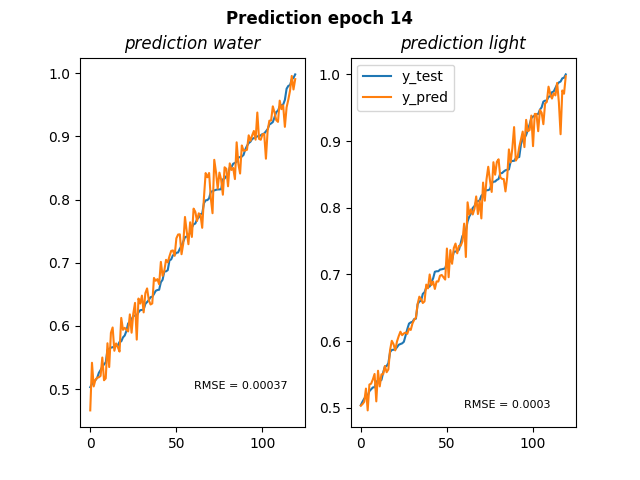 Prediction epoch 14
prediction water
1.0
0.9
0.8
0.7
0.6
0.5
RMSE = 0.00037
0
50
100
prediction light
y_test
y_pred
1.0
0.9
0.8
0.7
0.6
0.5
RMSE = 0.0003
0
50
100